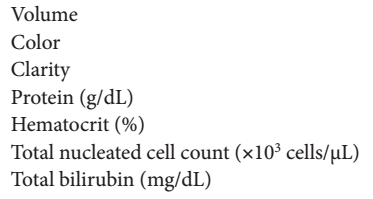 Volume
Color
Clarity
Protein (g/dL)
Hematocrit (%)
Total nucleated cell count (×10³ cells/μL)
Total bilirubin (mg/dL)